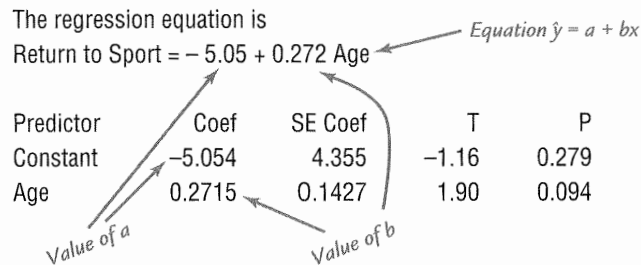 The regression equation is
Return to Sport = – 5.05 + 0.272 Age
Equation ŷ = a + bx
Predictor Coef SE Coef T P
Constant –5.054 4.355 –1.16 0.279
Age 0.2715 0.1427 1.90 0.094
Value of a
Value of b